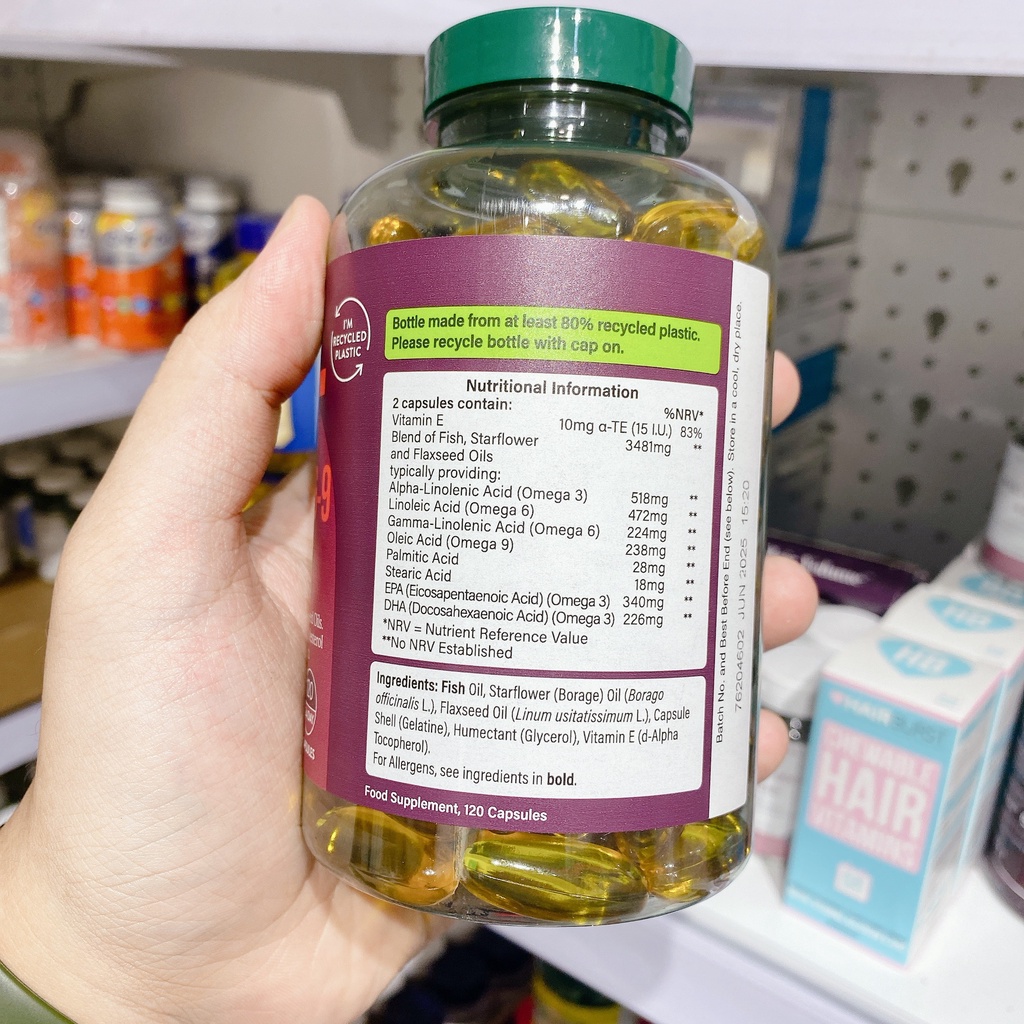 I'M
RECYCLED
PLASTIC
Bottle made from at least 80% recycled plastic.
Please recycle bottle with cap on.
Nutritional Information
2 capsules contain: %NRV*
Vitamin E 10mg α-TE (15 I.U.) 83%
Blend of Fish, Starflower 3481mg **
and Flaxseed Oils
typically providing:
Alpha-Linolenic Acid (Omega 3) 518mg **
Linoleic Acid (Omega 6) 472mg **
Gamma-Linolenic Acid (Omega 6) 224mg **
Oleic Acid (Omega 9) 238mg **
Palmitic Acid 28mg **
Stearic Acid 18mg **
EPA (Eicosapentaenoic Acid) (Omega 3) 340mg **
DHA (Docosahexaenoic Acid) (Omega 3) 226mg **
*NRV = Nutrient Reference Value
**No NRV Established
Ingredients: Fish Oil, Starflower (Borage) Oil (Borago
officinalis L.), Flaxseed Oil (Linum usitatissimum L.), Capsule
Shell (Gelatine), Humectant (Glycerol), Vitamin E (d-Alpha
Tocopherol).
For Allergens, see ingredients in bold.
Food Supplement, 120 Capsules
Batch No. and Best Before End (see below). Store in a cool, dry place.
76204602 JUN 2025 15:20
HB
HAIRBURST
CHEWABLE
HAIR
VITAMINS